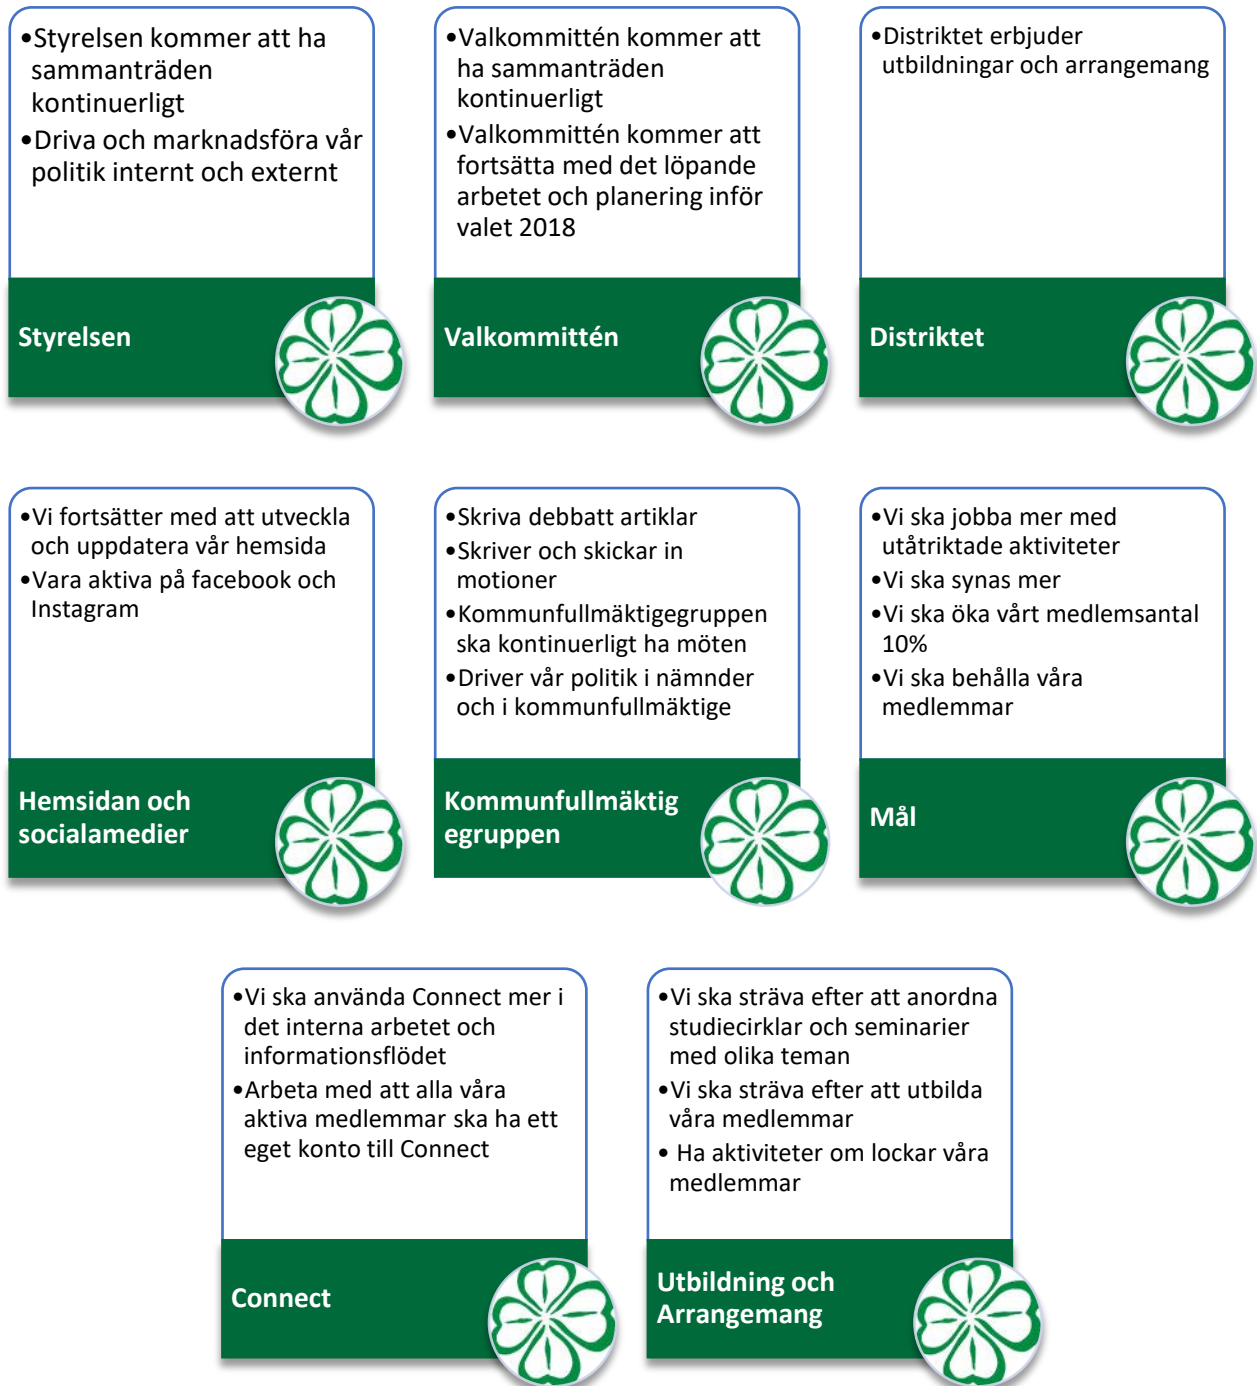 •Styrelsen kommer att ha
sammanträden
kontinuerligt
•Driva och marknadsföra vår
politik internt och externt
Styrelsen
•Valkommittén kommer att
ha sammanträden
kontinuerligt
•Valkommittén kommer att
fortsätta med det löpande
arbetet och planering inför
valet 2018
Valkommittén
•Distriktet erbjuder
utbildningar och arrangemang
Distriktet
•Vi fortsätter med att utveckla
och uppdatera vår hemsida
•Vara aktiva på facebook och
Instagram
Hemsidan och
socialamedier
•Skriva debbatt artiklar
•Skriver och skickar in
motioner
•Kommunfullmäktigegruppen
ska kontinuerligt ha möten
•Driver vår politik i nämnder
och i kommunfullmäktige
Kommunfullmäktig
egruppen
•Vi ska jobba mer med
utåtriktade aktiviteter
•Vi ska synas mer
•Vi ska öka vårt medlemsantal
10%
•Vi ska behålla våra
medlemmar
Mål
•Vi ska använda Connect mer i
det interna arbetet och
informationsflödet
•Arbeta med att alla våra
aktiva medlemmar ska ha ett
eget konto till Connect
Connect
•Vi ska sträva efter att anordna
studiecirklar och seminarier
med olika teman
•Vi ska sträva efter att utbilda
våra medlemmar
• Ha aktiviteter om lockar våra
medlemmar
Utbildning och
Arrangemang